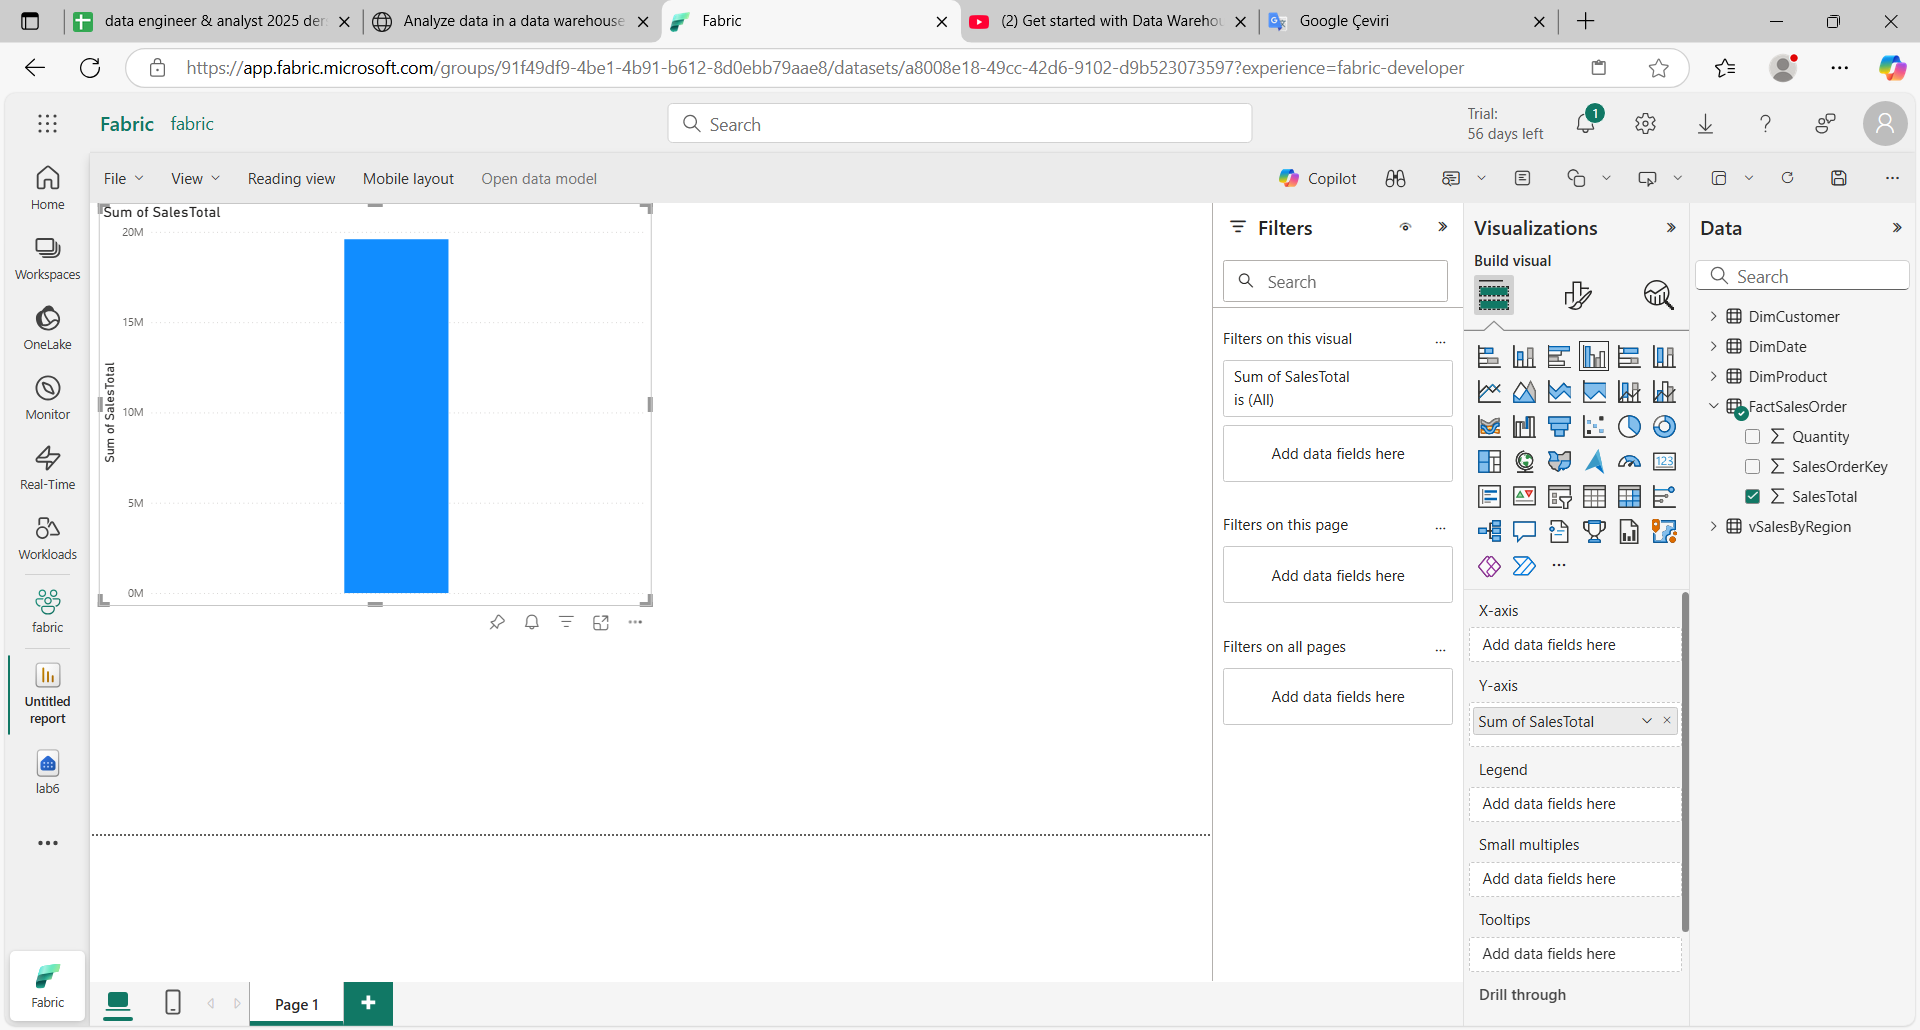 data engineer & analyst 2025 der
Analyze data in a data warehouse
Fabric
(2) Get started with Data Warehou
Google Çeviri
https://app.fabric.microsoft.com/groups/91f49df9-4be1-4b91-b612-8d0ebb79aae8/datasets/a8008e18-49cc-42d6-9102-d9b523073597?experience=fabric-developer
Fabric fabric
Search
Trial:
56 days left
1
File
View
Reading view
Mobile layout
Open data model
Copilot
Home
Workspaces
OneLake
Monitor
Real-Time
Workloads
fabric
Untitled
report
lab6
Fabric
Sum of SalesTotal
20M
15M
10M
5M
0M
Sum of SalesTotal
Filters
Search
Filters on this visual
Sum of SalesTotal
is (All)
Add data fields here
Filters on this page
Add data fields here
Filters on all pages
Add data fields here
Visualizations
Build visual
123
X-axis
Add data fields here
Y-axis
Sum of SalesTotal
Legend
Add data fields here
Small multiples
Add data fields here
Tooltips
Add data fields here
Drill through
Data
Search
DimCustomer
DimDate
DimProduct
FactSalesOrder
Quantity
SalesOrderKey
SalesTotal
vSalesByRegion
Page 1